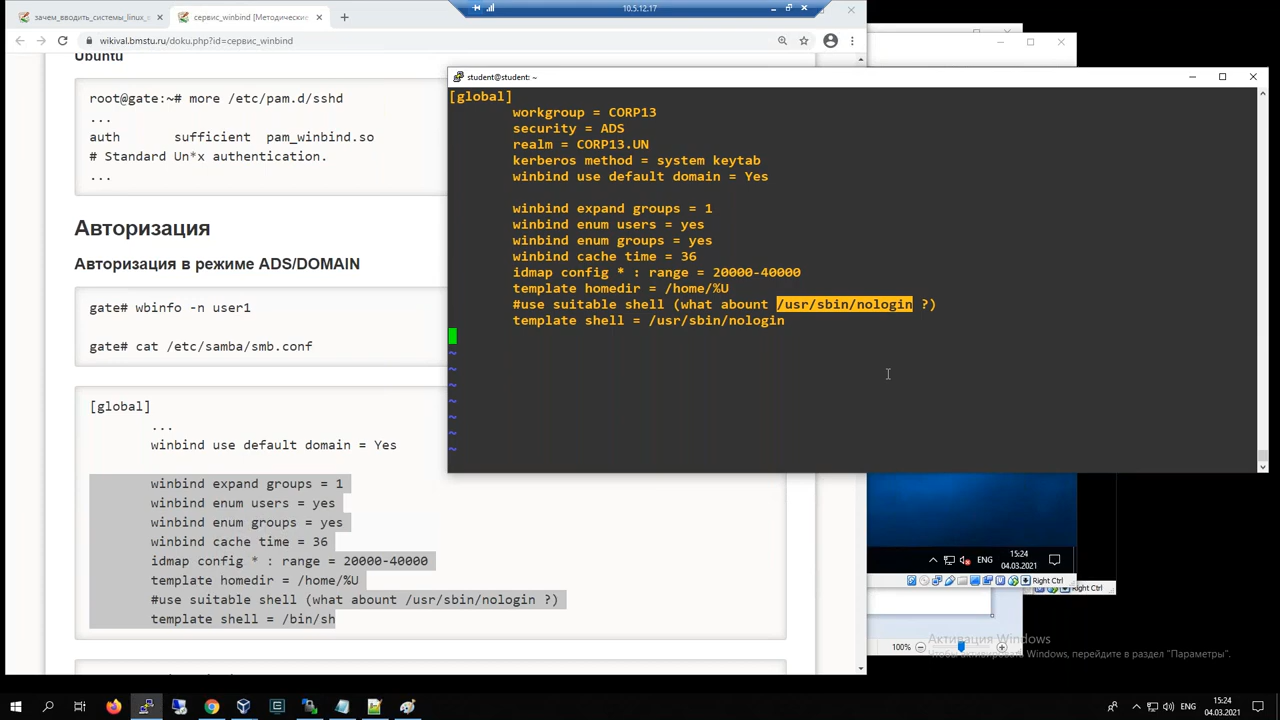 10.5.12.17
зачем_вводить_системы_linux_
сервис_winbind [Методические
wikival.bmstu.ru/doku.php?id=сервис_winbind
Ubuntu
root@gate:~# more /etc/pam.d/sshd
...
auth       sufficient  pam_winbind.so
# Standard Un*x authentication.
...
Авторизация
Авторизация в режиме ADS/DOMAIN
gate# wbinfo -n user1
gate# cat /etc/samba/smb.conf
[global]
...
winbind use default domain = Yes
winbind expand groups = 1
winbind enum users = yes
winbind enum groups = yes
winbind cache time = 36
idmap config * : range = 20000-40000
template homedir = /home/%U
#use suitable shell (what abount /usr/sbin/nologin ?)
template shell = /bin/sh
student@student: ~
[global]
workgroup = CORP13
security = ADS
realm = CORP13.UN
kerberos method = system keytab
winbind use default domain = Yes
winbind expand groups = 1
winbind enum users = yes
winbind enum groups = yes
winbind cache time = 36
idmap config * : range = 20000-40000
template homedir = /home/%U
#use suitable shell (what abount /usr/sbin/nologin ?)
template shell = /usr/sbin/nologin
~
~
~
~
~
~
~
ENG
15:24
04.03.2021
Right Ctrl
Right Ctrl
100%
Активация Windows
Чтобы активировать Windows, перейдите в раздел "Параметры".
ENG
15:24
04.03.2021